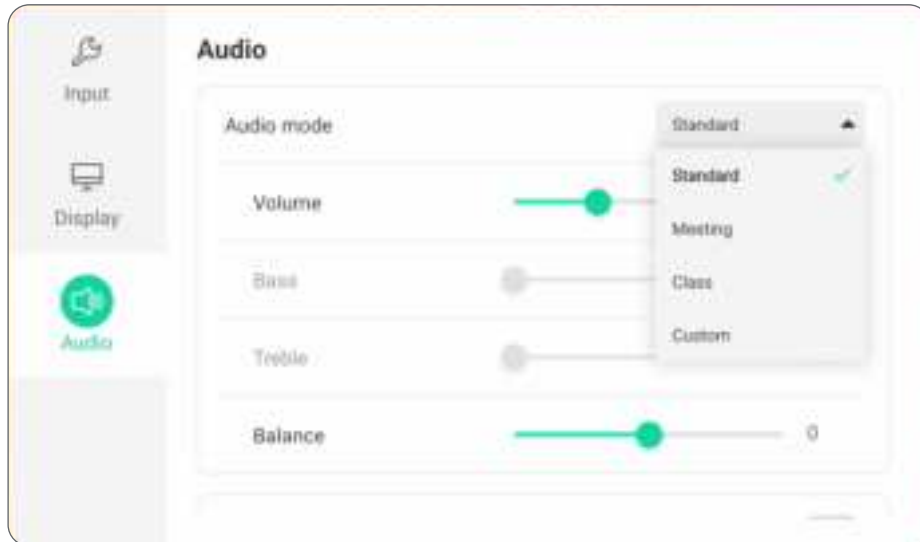 Input
Display
Audio
Audio
Audio mode
Standard
Standard
Meeting
Class
Custom
Volume
Bass
Treble
Balance
0